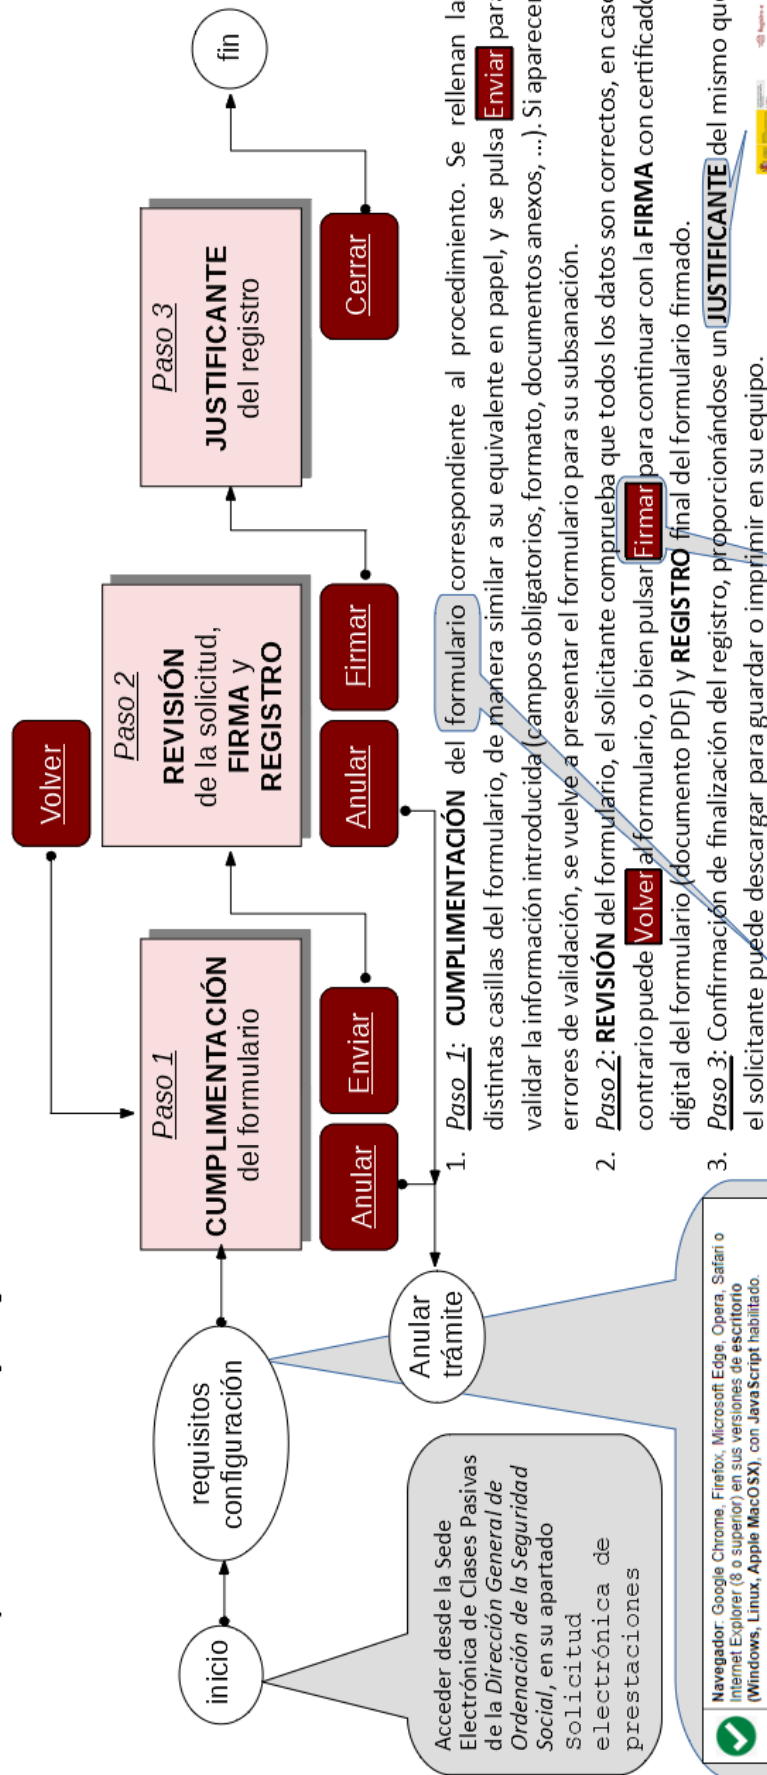 inicio
requisitos
configuración
Paso 1
CUMPLIMENTACIÓN
del formulario
Anular
Enviar
Volver
Paso 2
REVISIÓN
de la solicitud,
FIRMA y
REGISTRO
Anular
Firmar
Paso 3
JUSTIFICANTE
del registro
Cerrar
fin
Anular
trámite
Acceder desde la Sede
Electrónica de Clases Pasivas
de la Dirección General de
Ordenación de la Seguridad
Social, en su apartado
Solicitud
electrónica de
prestaciones
1. Paso 1: CUMPLIMENTACIÓN del formulario correspondiente al procedimiento. Se rellenan la
distintas casillas del formulario, de manera similar a su equivalente en papel, y se pulsa Enviar para
validar la información introducida (campos obligatorios, formato, documentos anexos, ...). Si aparecen
errores de validación, se vuelve a presentar el formulario para su subsanación.
2. Paso 2: REVISIÓN del formulario, el solicitante comprueba que todos los datos son correctos, en caso
contrario puede Volver al formulario, o bien pulsar Firmar para continuar con la FIRMA con certificado
digital del formulario (documento PDF) y REGISTRO final del formulario firmado.
3. Paso 3: Confirmación de finalización del registro, proporcionándose un JUSTIFICANTE del mismo que
el solicitante puede descargar para guardar o imprimir en su equipo.
Navegador: Google Chrome, Firefox, Microsoft Edge, Opera, Safari o
Internet Explorer (8 o superior) en sus versiones de escritorio
(Windows, Linux, Apple MacOSX), con JavaScript habilitado.